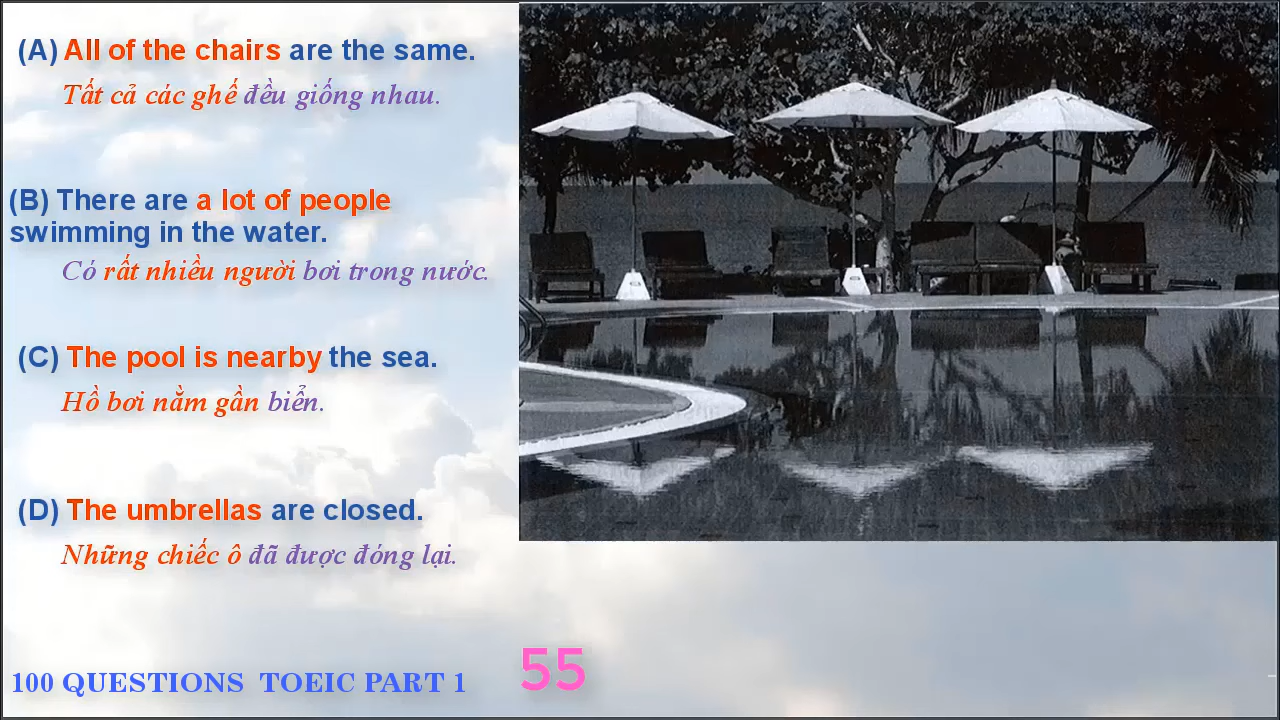 (A) All of the chairs are the same.
Tất cả các ghế đều giống nhau.
(B) There are a lot of people
swimming in the water.
Có rất nhiều người bơi trong nước.
(C) The pool is nearby the sea.
Hồ bơi nằm gần biển.
(D) The umbrellas are closed.
Những chiếc ô đã được đóng lại.
100 QUESTIONS TOEIC PART 1
55